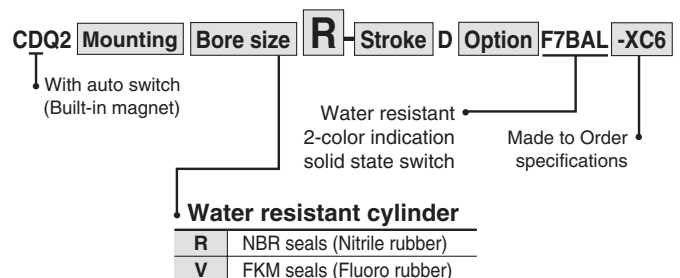 CDQ2 Mounting Bore size R - Stroke D Option F7BAL -XC6
With auto switch
(Built-in magnet)
Water resistant
2-color indication
solid state switch
Made to Order
specifications
Water resistant cylinder
R NBR seals (Nitrile rubber)
V FKM seals (Fluoro rubber)